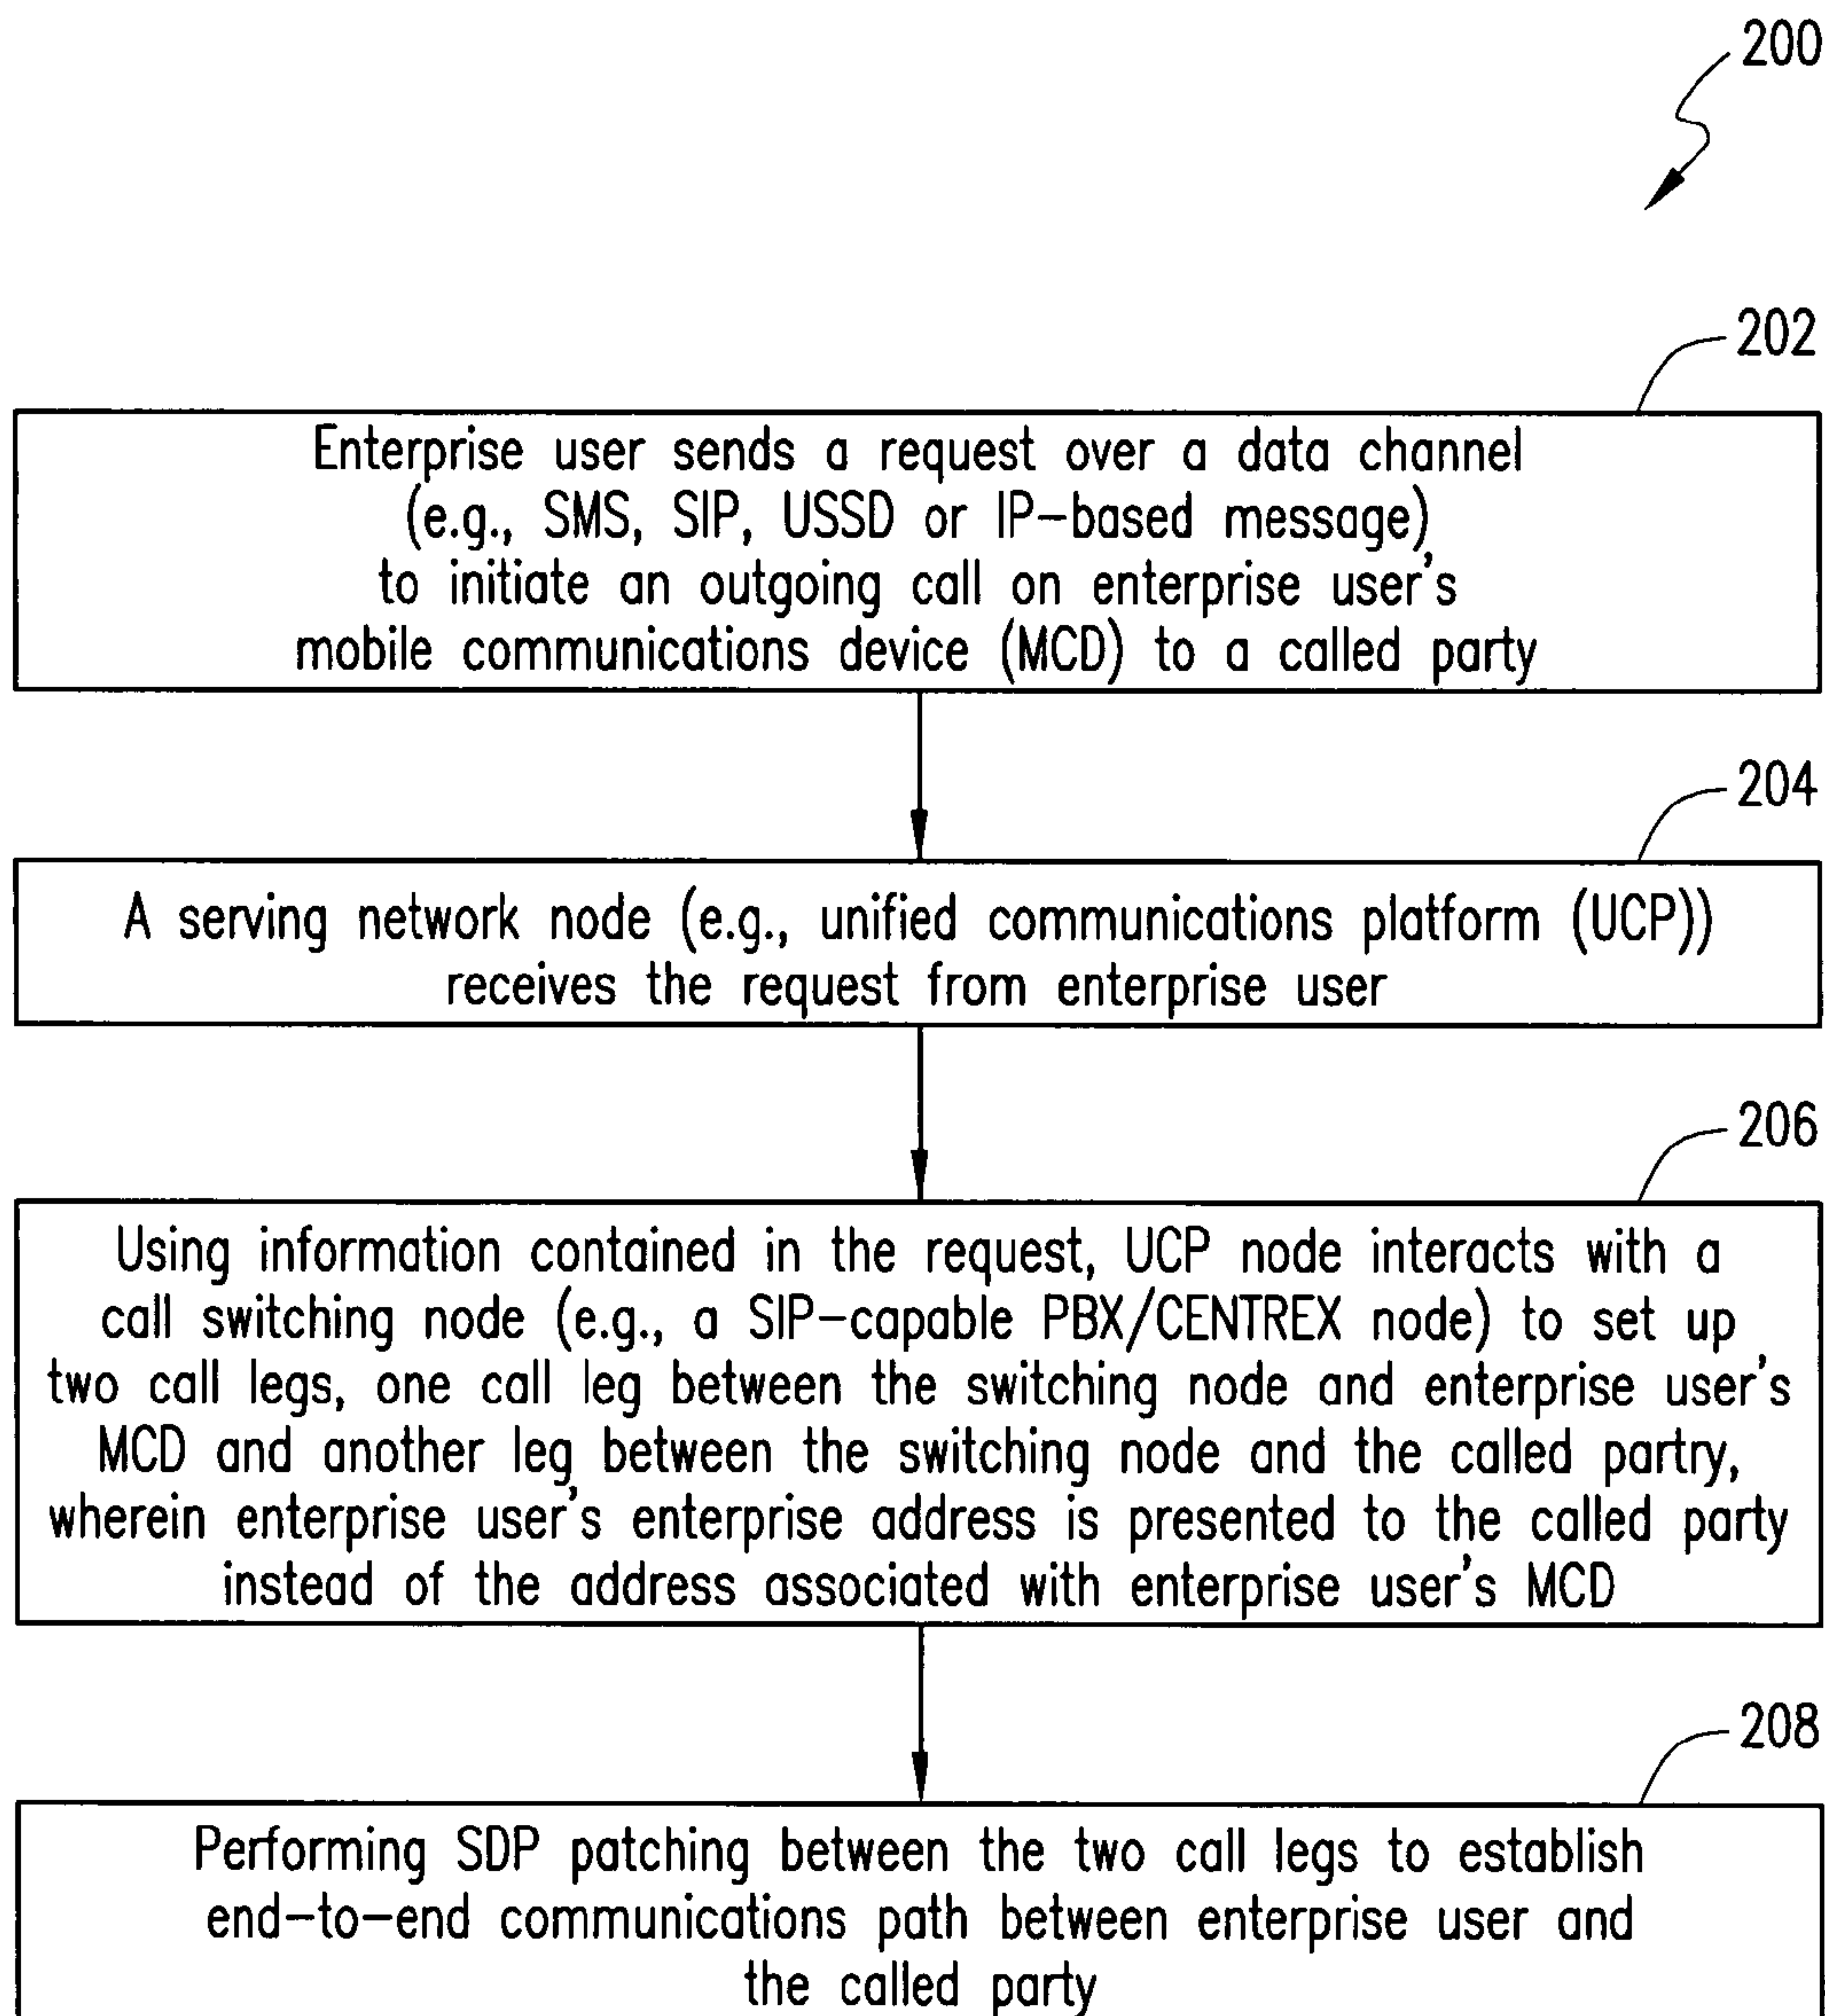 200
202
Enterprise user sends a request over a data channel
(e.g., SMS, SIP, USSD or IP-based message)
to initiate an outgoing call on enterprise user's
mobile communications device (MCD) to a called party
204
A serving network node (e.g., unified communications platform (UCP))
receives the request from enterprise user
206
Using information contained in the request, UCP node interacts with a
call switching node (e.g., a SIP-capable PBX/CENTREX node) to set up
two call legs, one call leg between the switching node and enterprise user's
MCD and another leg between the switching node and the called partry,
wherein enterprise user's enterprise address is presented to the called party
instead of the address associated with enterprise user's MCD
208
Performing SDP patching between the two call legs to establish
end-to-end communications path between enterprise user and
the called party